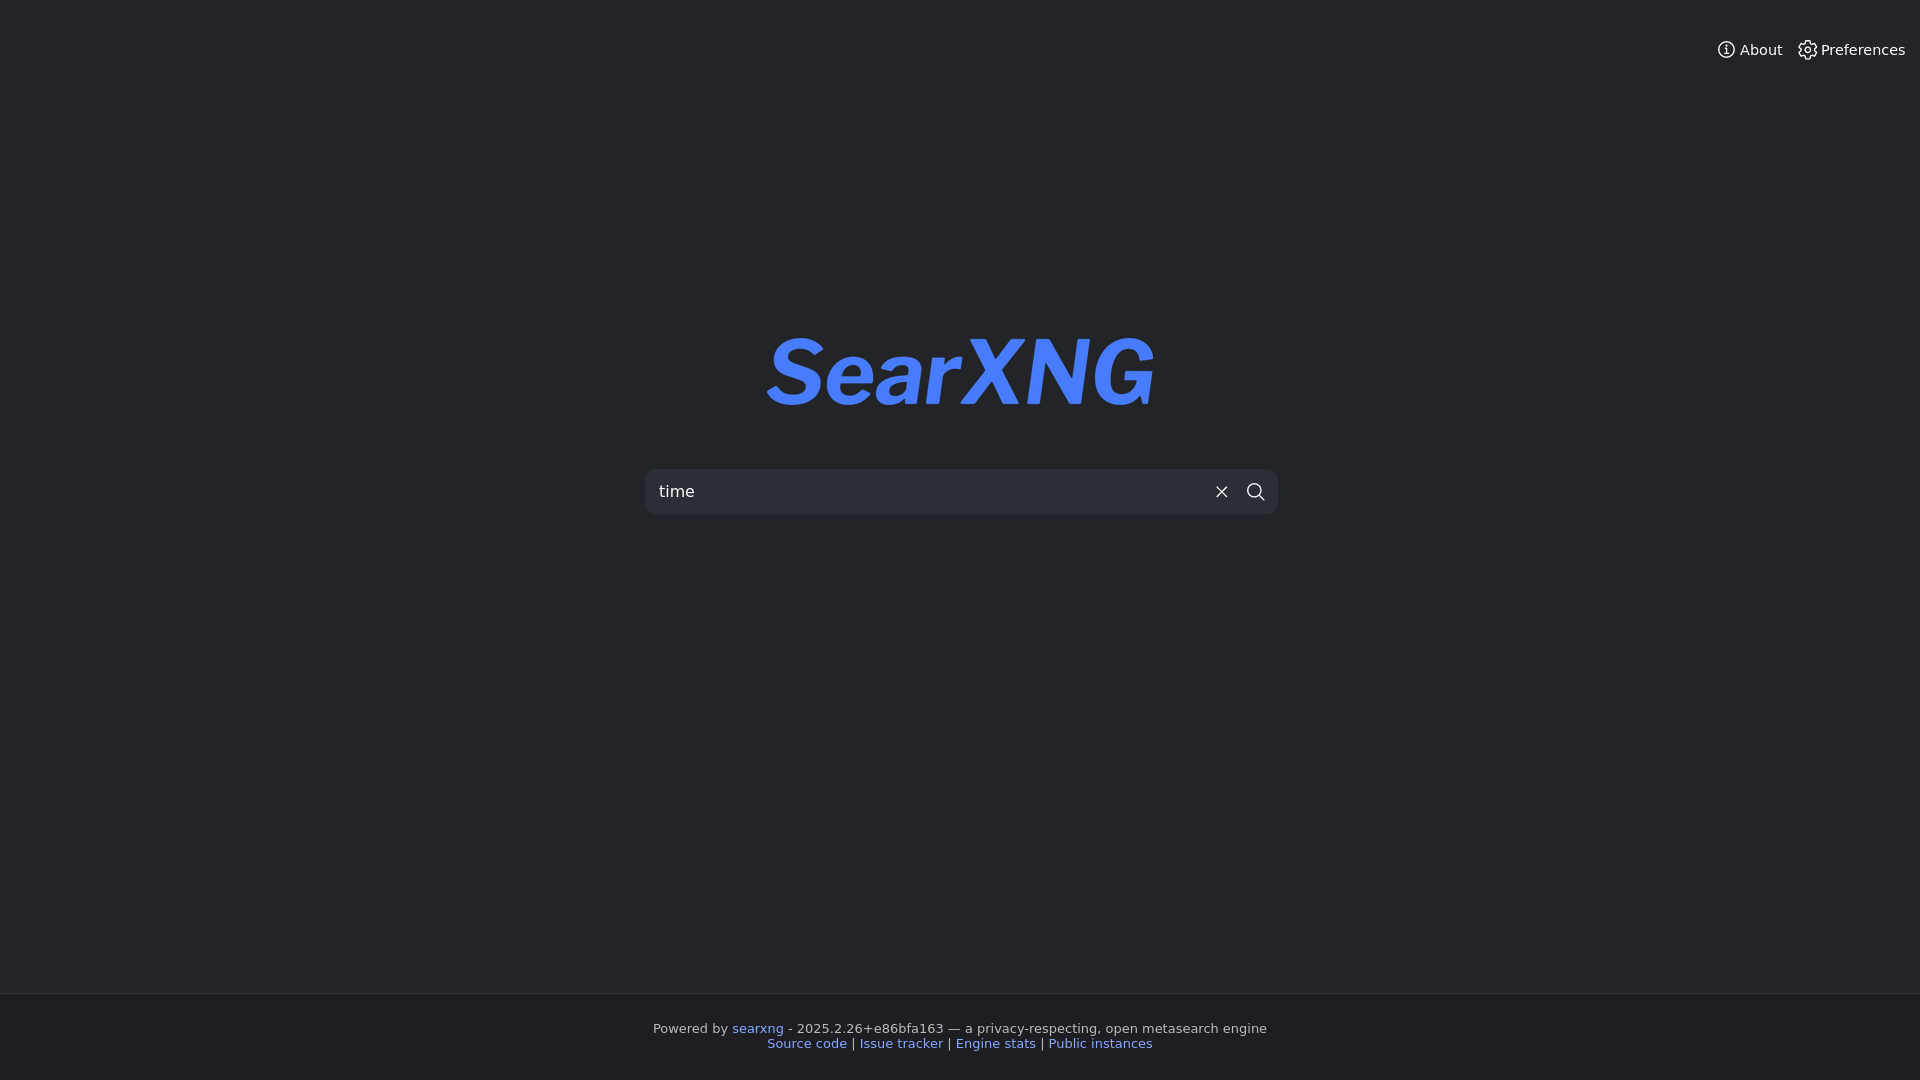 About Preferences
SearXNG
time
Powered by searxng - 2025.2.26+e86bfa163 — a privacy-respecting, open metasearch engine
Source code | Issue tracker | Engine stats | Public instances